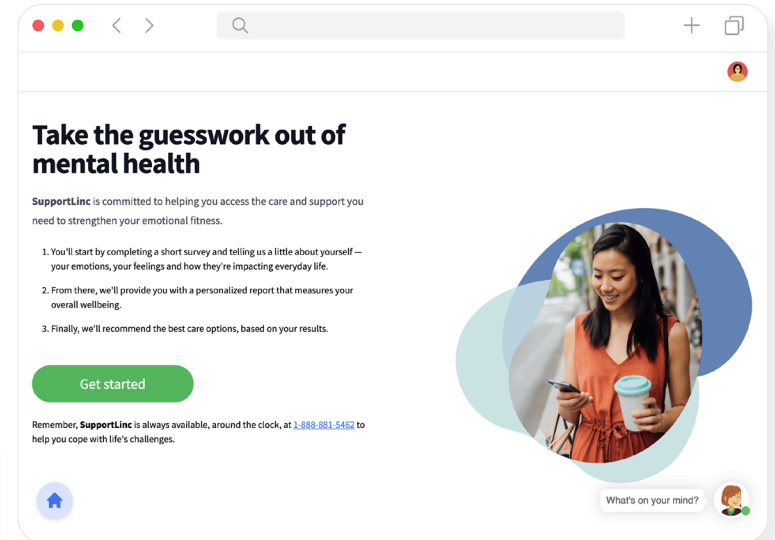 Take the guesswork out of
mental health
SupportLinc is committed to helping you access the care and support you
need to strengthen your emotional fitness.
1. You'll start by completing a short survey and telling us a little about yourself —
your emotions, your feelings and how they're impacting everyday life.
2. From there, we'll provide you with a personalized report that measures your
overall wellbeing.
3. Finally, we'll recommend the best care options, based on your results.
Get started
Remember, SupportLinc is always available, around the clock, at 1-888-881-5462 to
help you cope with life's challenges.
What's on your mind?